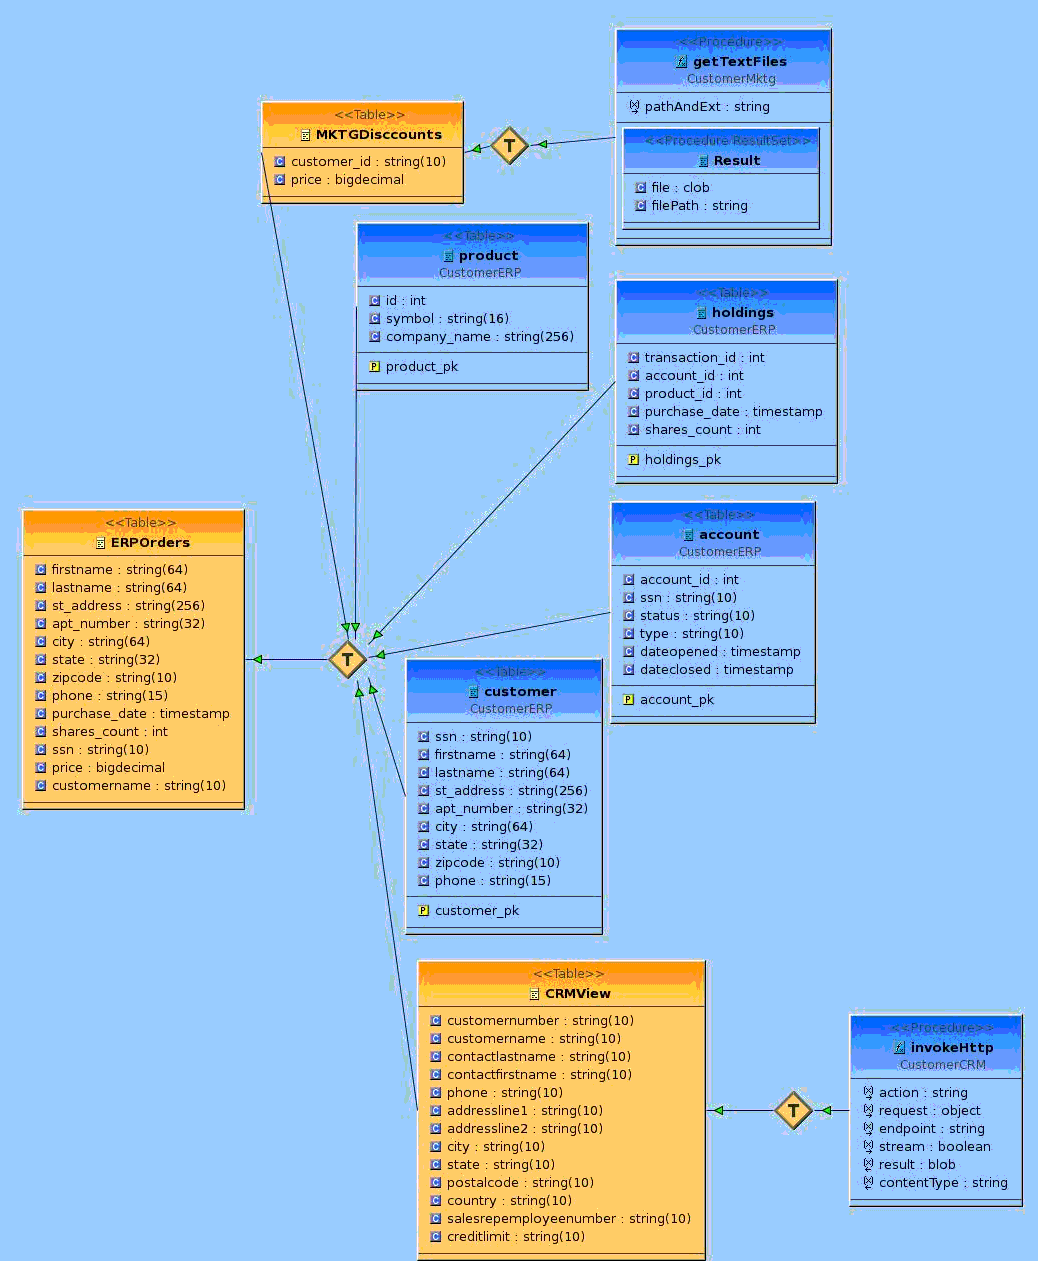 <<Procedure>>
getTextFiles
CustomerMktg
pathAndExt : string
<<Procedure ResultSet>>
Result
file : clob
filePath : string
<<Table>>
MKTGDisccounts
customer_id : string(10)
price : bigdecimal
T
<<Table>>
product
CustomerERP
id : int
symbol : string(16)
company_name : string(256)
product_pk
<<Table>>
holdings
CustomerERP
transaction_id : int
account_id : int
product_id : int
purchase_date : timestamp
shares_count : int
holdings_pk
<<Table>>
ERPOrders
firstname : string(64)
lastname : string(64)
st_address : string(256)
apt_number : string(32)
city : string(64)
state : string(32)
zipcode : string(10)
phone : string(15)
purchase_date : timestamp
shares_count : int
ssn : string(10)
price : bigdecimal
customername : string(10)
T
<<Table>>
account
CustomerERP
account_id : int
ssn : string(10)
status : string(10)
type : string(10)
dateopened : timestamp
dateclosed : timestamp
account_pk
<<Table>>
customer
CustomerERP
ssn : string(10)
firstname : string(64)
lastname : string(64)
st_address : string(256)
apt_number : string(32)
city : string(64)
state : string(32)
zipcode : string(10)
phone : string(15)
customer_pk
<<Table>>
CRMView
customernumber : string(10)
customername : string(10)
contactlastname : string(10)
contactfirstname : string(10)
phone : string(10)
addressline1 : string(10)
addressline2 : string(10)
city : string(10)
state : string(10)
postalcode : string(10)
country : string(10)
salesrepemployeenumber : string(10)
creditlimit : string(10)
T
<<Procedure>>
invokeHttp
CustomerCRM
action : string
request : object
endpoint : string
stream : boolean
result : blob
contentType : string